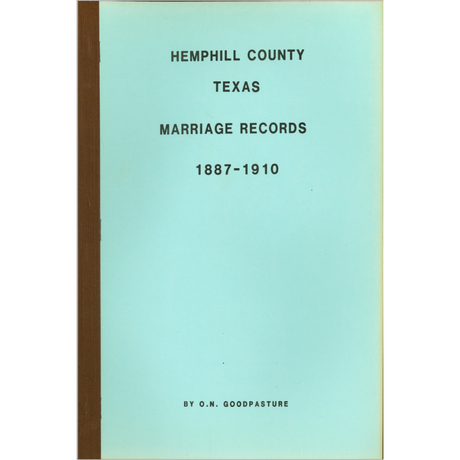 HEMPHILL COUNTY
TEXAS
MARRIAGE RECORDS
1887-1910
BY O.N. GOODPASTURE